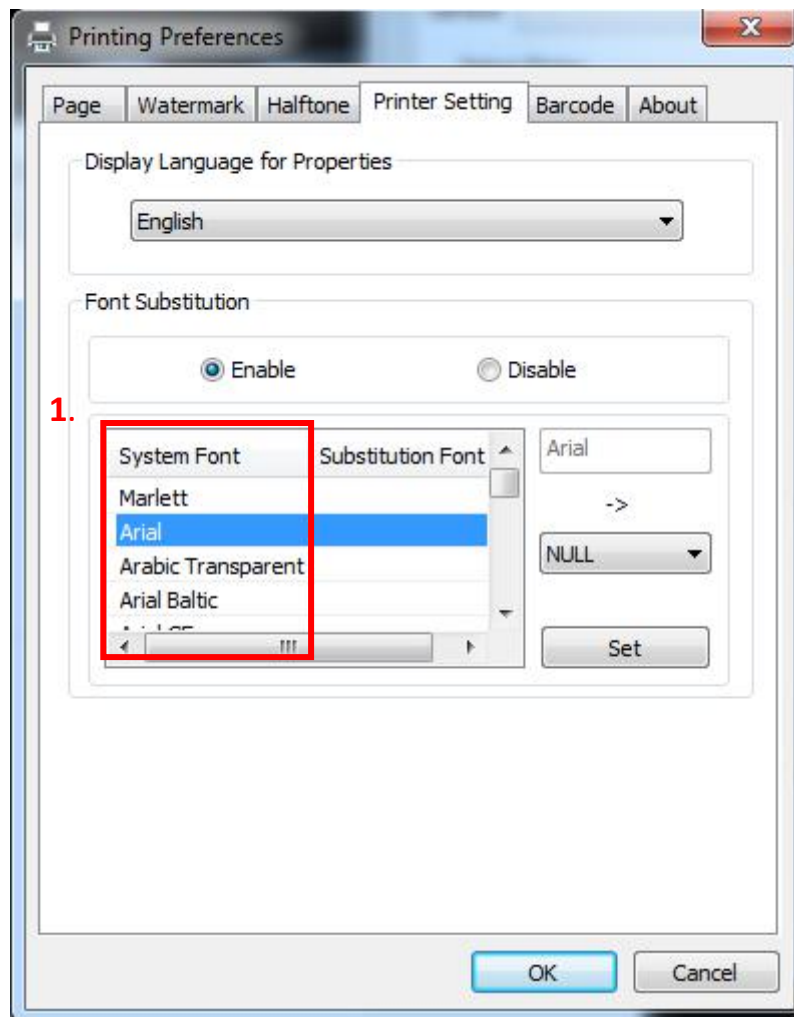 Printing Preferences
Page Watermark Halftone Printer Setting Barcode About
Display Language for Properties
English
Font Substitution
Enable Disable
1.
System Font Substitution Font
Marlett
Arial
Arabic Transparent
Arial Baltic
Arial
->
NULL
Set
OK Cancel